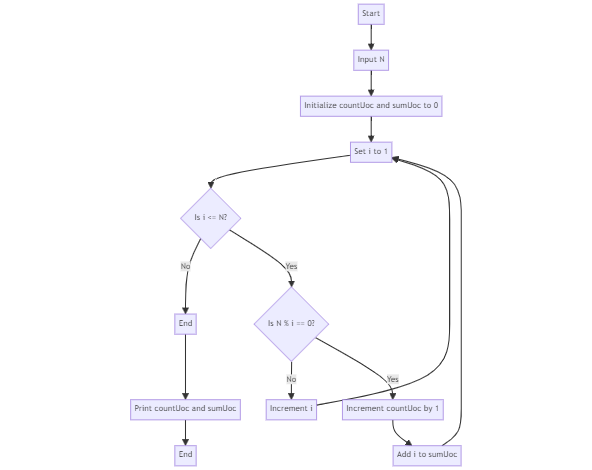 Start
Input N
Initialize countUoc and sumUoc to 0
Set i to 1
Is i <= N?
No
Yes
End
Is N % i == 0?
No
Yes
Print countUoc and sumUoc
Increment i
Increment countUoc by 1
End
Add i to sumUoc